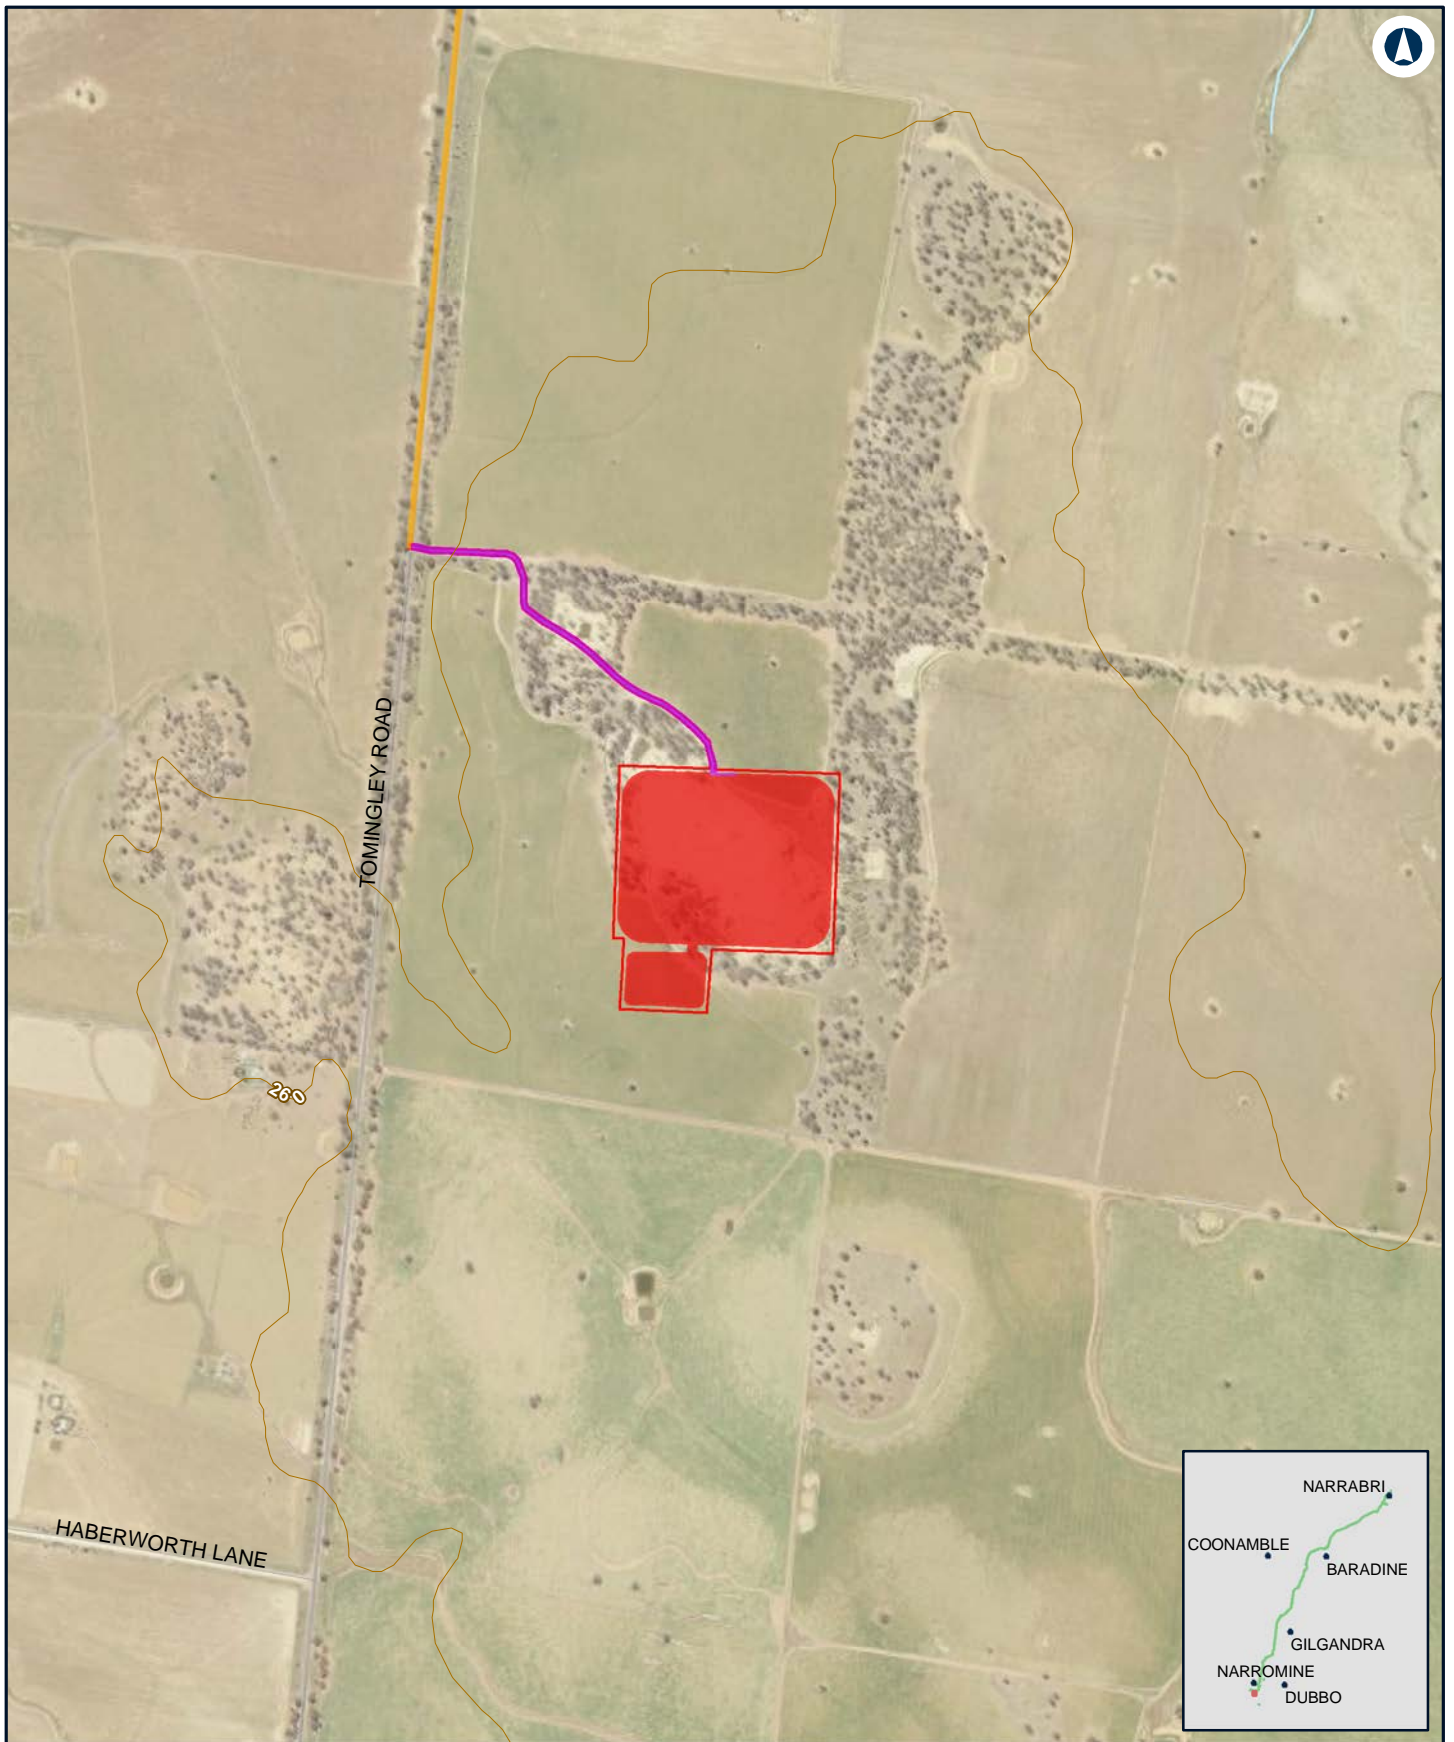 TOMINGLEY ROAD
260
HABERWORTH LANE
NARRABRI
COONAMBLE
BARADINE
GILGANDRA
NARROMINE
DUBBO